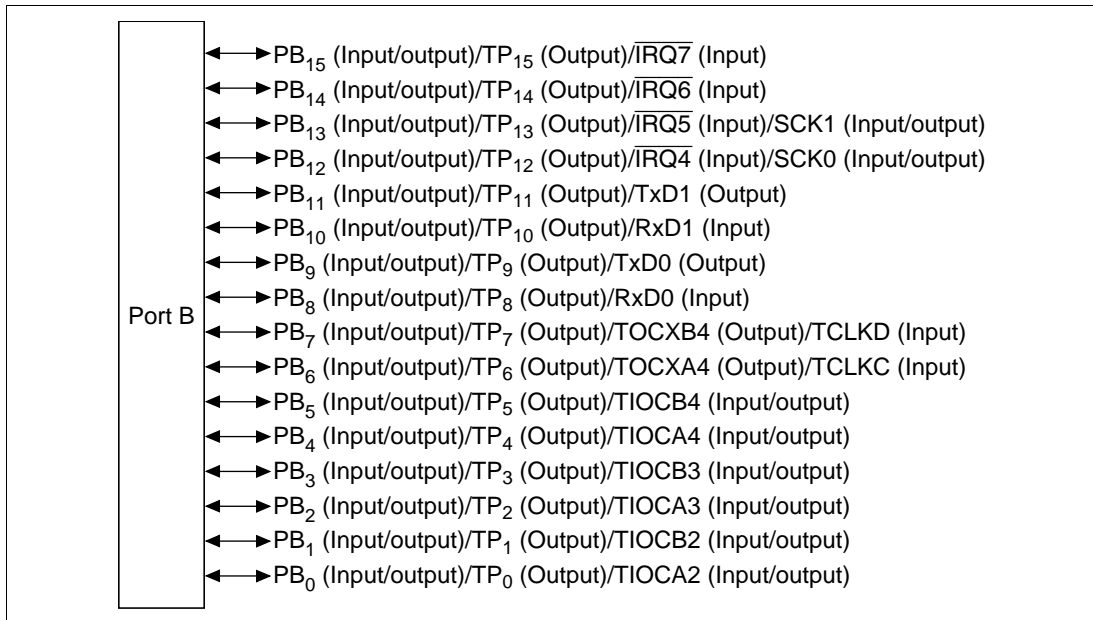 PB15 (Input/output)/TP15 (Output)/I̅R̅Q̅7̅ (Input)
PB14 (Input/output)/TP14 (Output)/I̅R̅Q̅6̅ (Input)
PB13 (Input/output)/TP13 (Output)/I̅R̅Q̅5̅ (Input)/SCK1 (Input/output)
PB12 (Input/output)/TP12 (Output)/I̅R̅Q̅4̅ (Input)/SCK0 (Input/output)
PB11 (Input/output)/TP11 (Output)/TxD1 (Output)
PB10 (Input/output)/TP10 (Output)/RxD1 (Input)
PB9 (Input/output)/TP9 (Output)/TxD0 (Output)
PB8 (Input/output)/TP8 (Output)/RxD0 (Input)
Port B
PB7 (Input/output)/TP7 (Output)/TOCXB4 (Output)/TCLKD (Input)
PB6 (Input/output)/TP6 (Output)/TOCXA4 (Output)/TCLKC (Input)
PB5 (Input/output)/TP5 (Output)/TIOCB4 (Input/output)
PB4 (Input/output)/TP4 (Output)/TIOCA4 (Input/output)
PB3 (Input/output)/TP3 (Output)/TIOCB3 (Input/output)
PB2 (Input/output)/TP2 (Output)/TIOCA3 (Input/output)
PB1 (Input/output)/TP1 (Output)/TIOCB2 (Input/output)
PB0 (Input/output)/TP0 (Output)/TIOCA2 (Input/output)